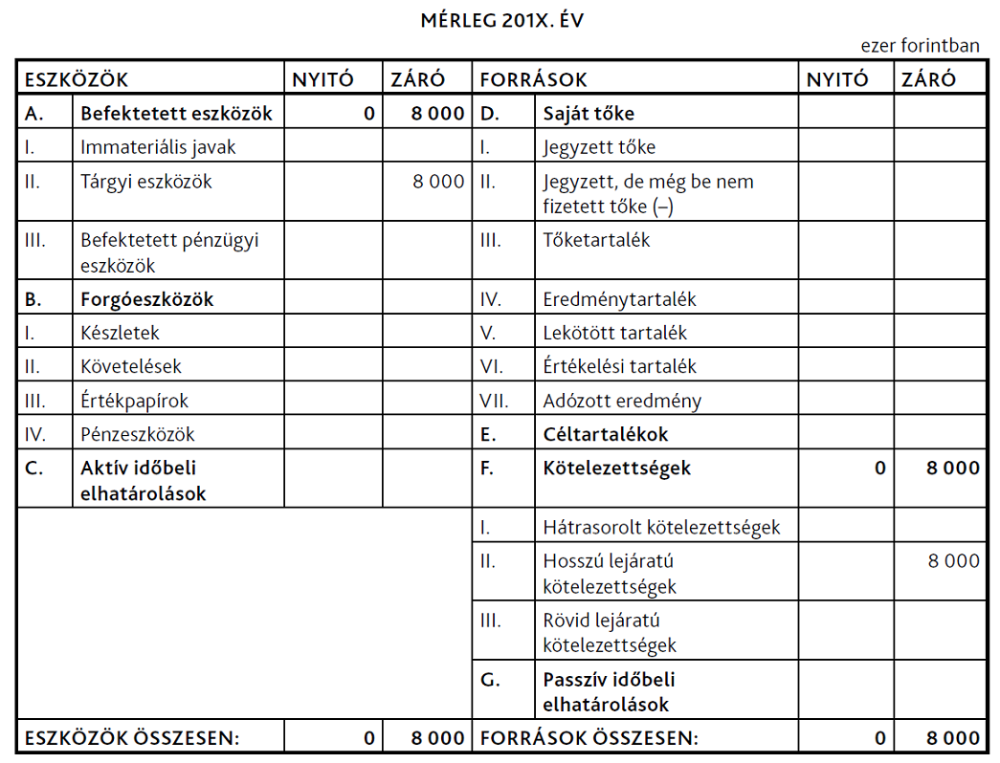 MÉRLEG 201X. ÉV
ezer forintban
ESZKÖZÖK NYITÓ ZÁRÓ FORRÁSOK NYITÓ ZÁRÓ
A. Befektetett eszközök 0 8 000 D. Saját tőke
I. Immateriális javak I. Jegyzett tőke
II. Tárgyi eszközök 8 000 II. Jegyzett, de még be nem
fizetett tőke (–)
III. Befektetett pénzügyi III. Tőketartalék
eszközök
B. Forgóeszközök IV. Eredménytartalék
I. Készletek V. Lekötött tartalék
II. Követelések VI. Értékelési tartalék
III. Értékpapírok VII. Adózott eredmény
IV. Pénzeszközök E. Céltartalékok
C. Aktív időbeli F. Kötelezettségek 0 8 000
elhatárolások
I. Hátrasorolt kötelezettségek
II. Hosszú lejáratú 8 000
kötelezettségek
III. Rövid lejáratú
kötelezettségek
G. Passzív időbeli
elhatárolások
ESZKÖZÖK ÖSSZESEN: 0 8 000 FORRÁSOK ÖSSZESEN: 0 8 000